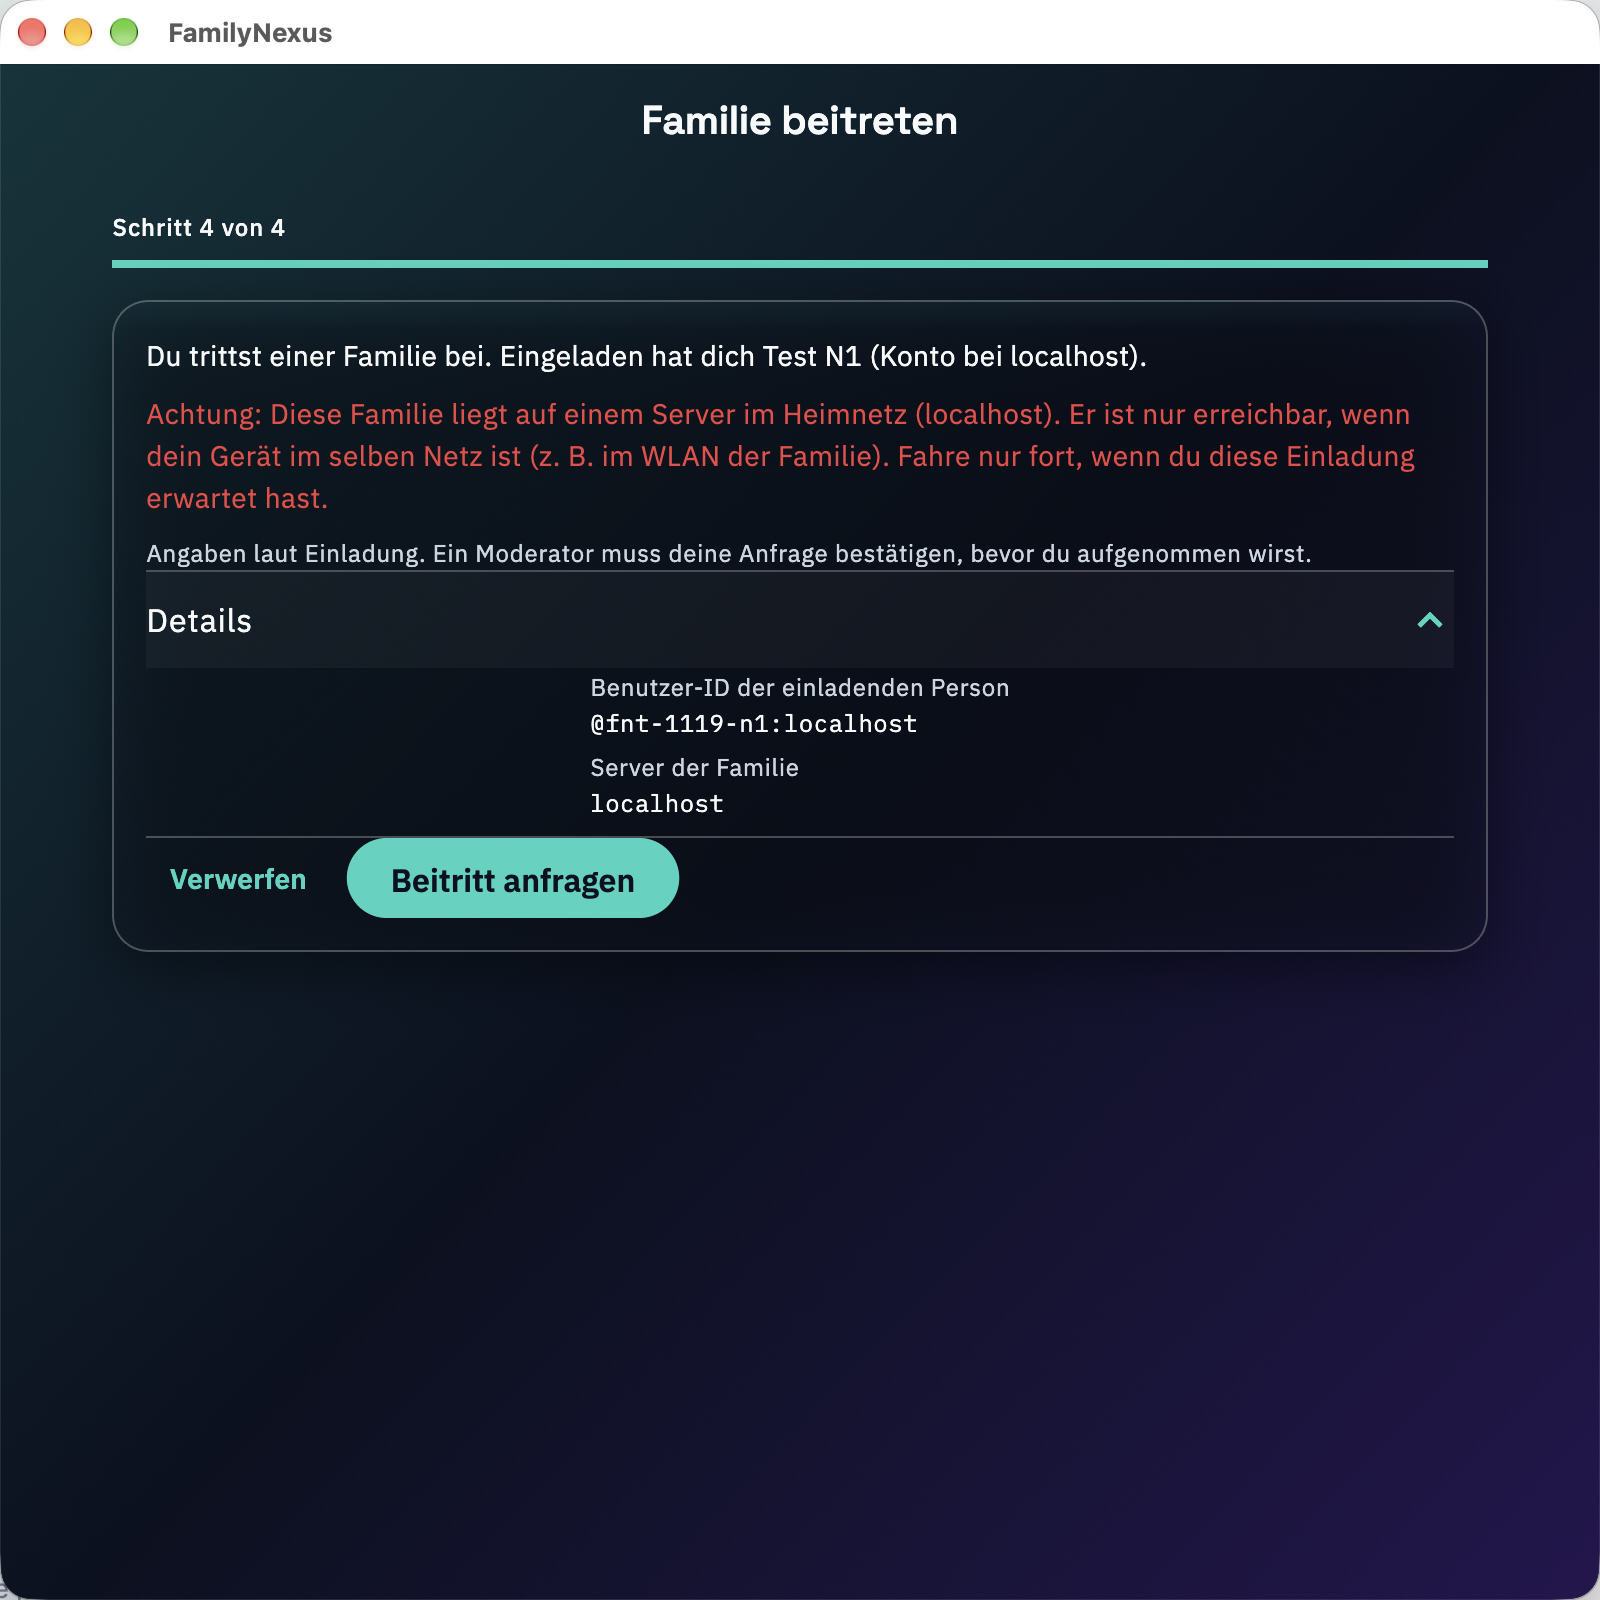 FamilyNexus
Familie beitreten
Schritt 4 von 4
Du trittst einer Familie bei. Eingeladen hat dich Test N1 (Konto bei localhost).
Achtung: Diese Familie liegt auf einem Server im Heimnetz (localhost). Er ist nur erreichbar, wenn
dein Gerät im selben Netz ist (z. B. im WLAN der Familie). Fahre nur fort, wenn du diese Einladung
erwartet hast.
Angaben laut Einladung. Ein Moderator muss deine Anfrage bestätigen, bevor du aufgenommen wirst.
Details
Benutzer-ID der einladenden Person
@fnt-1119-n1:localhost
Server der Familie
localhost
Verwerfen
Beitritt anfragen